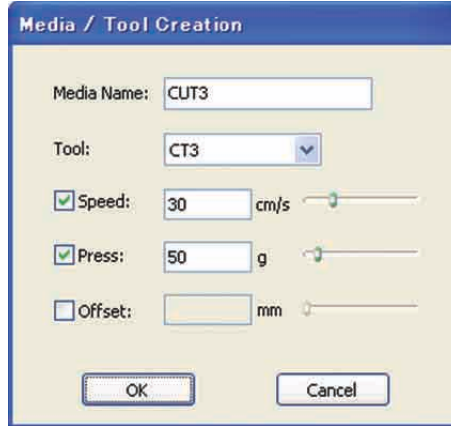 Media / Tool Creation
Media Name: CUT3
Tool: CT3
Speed: 30 cm/s
Press: 50 g
Offset: mm
OK Cancel